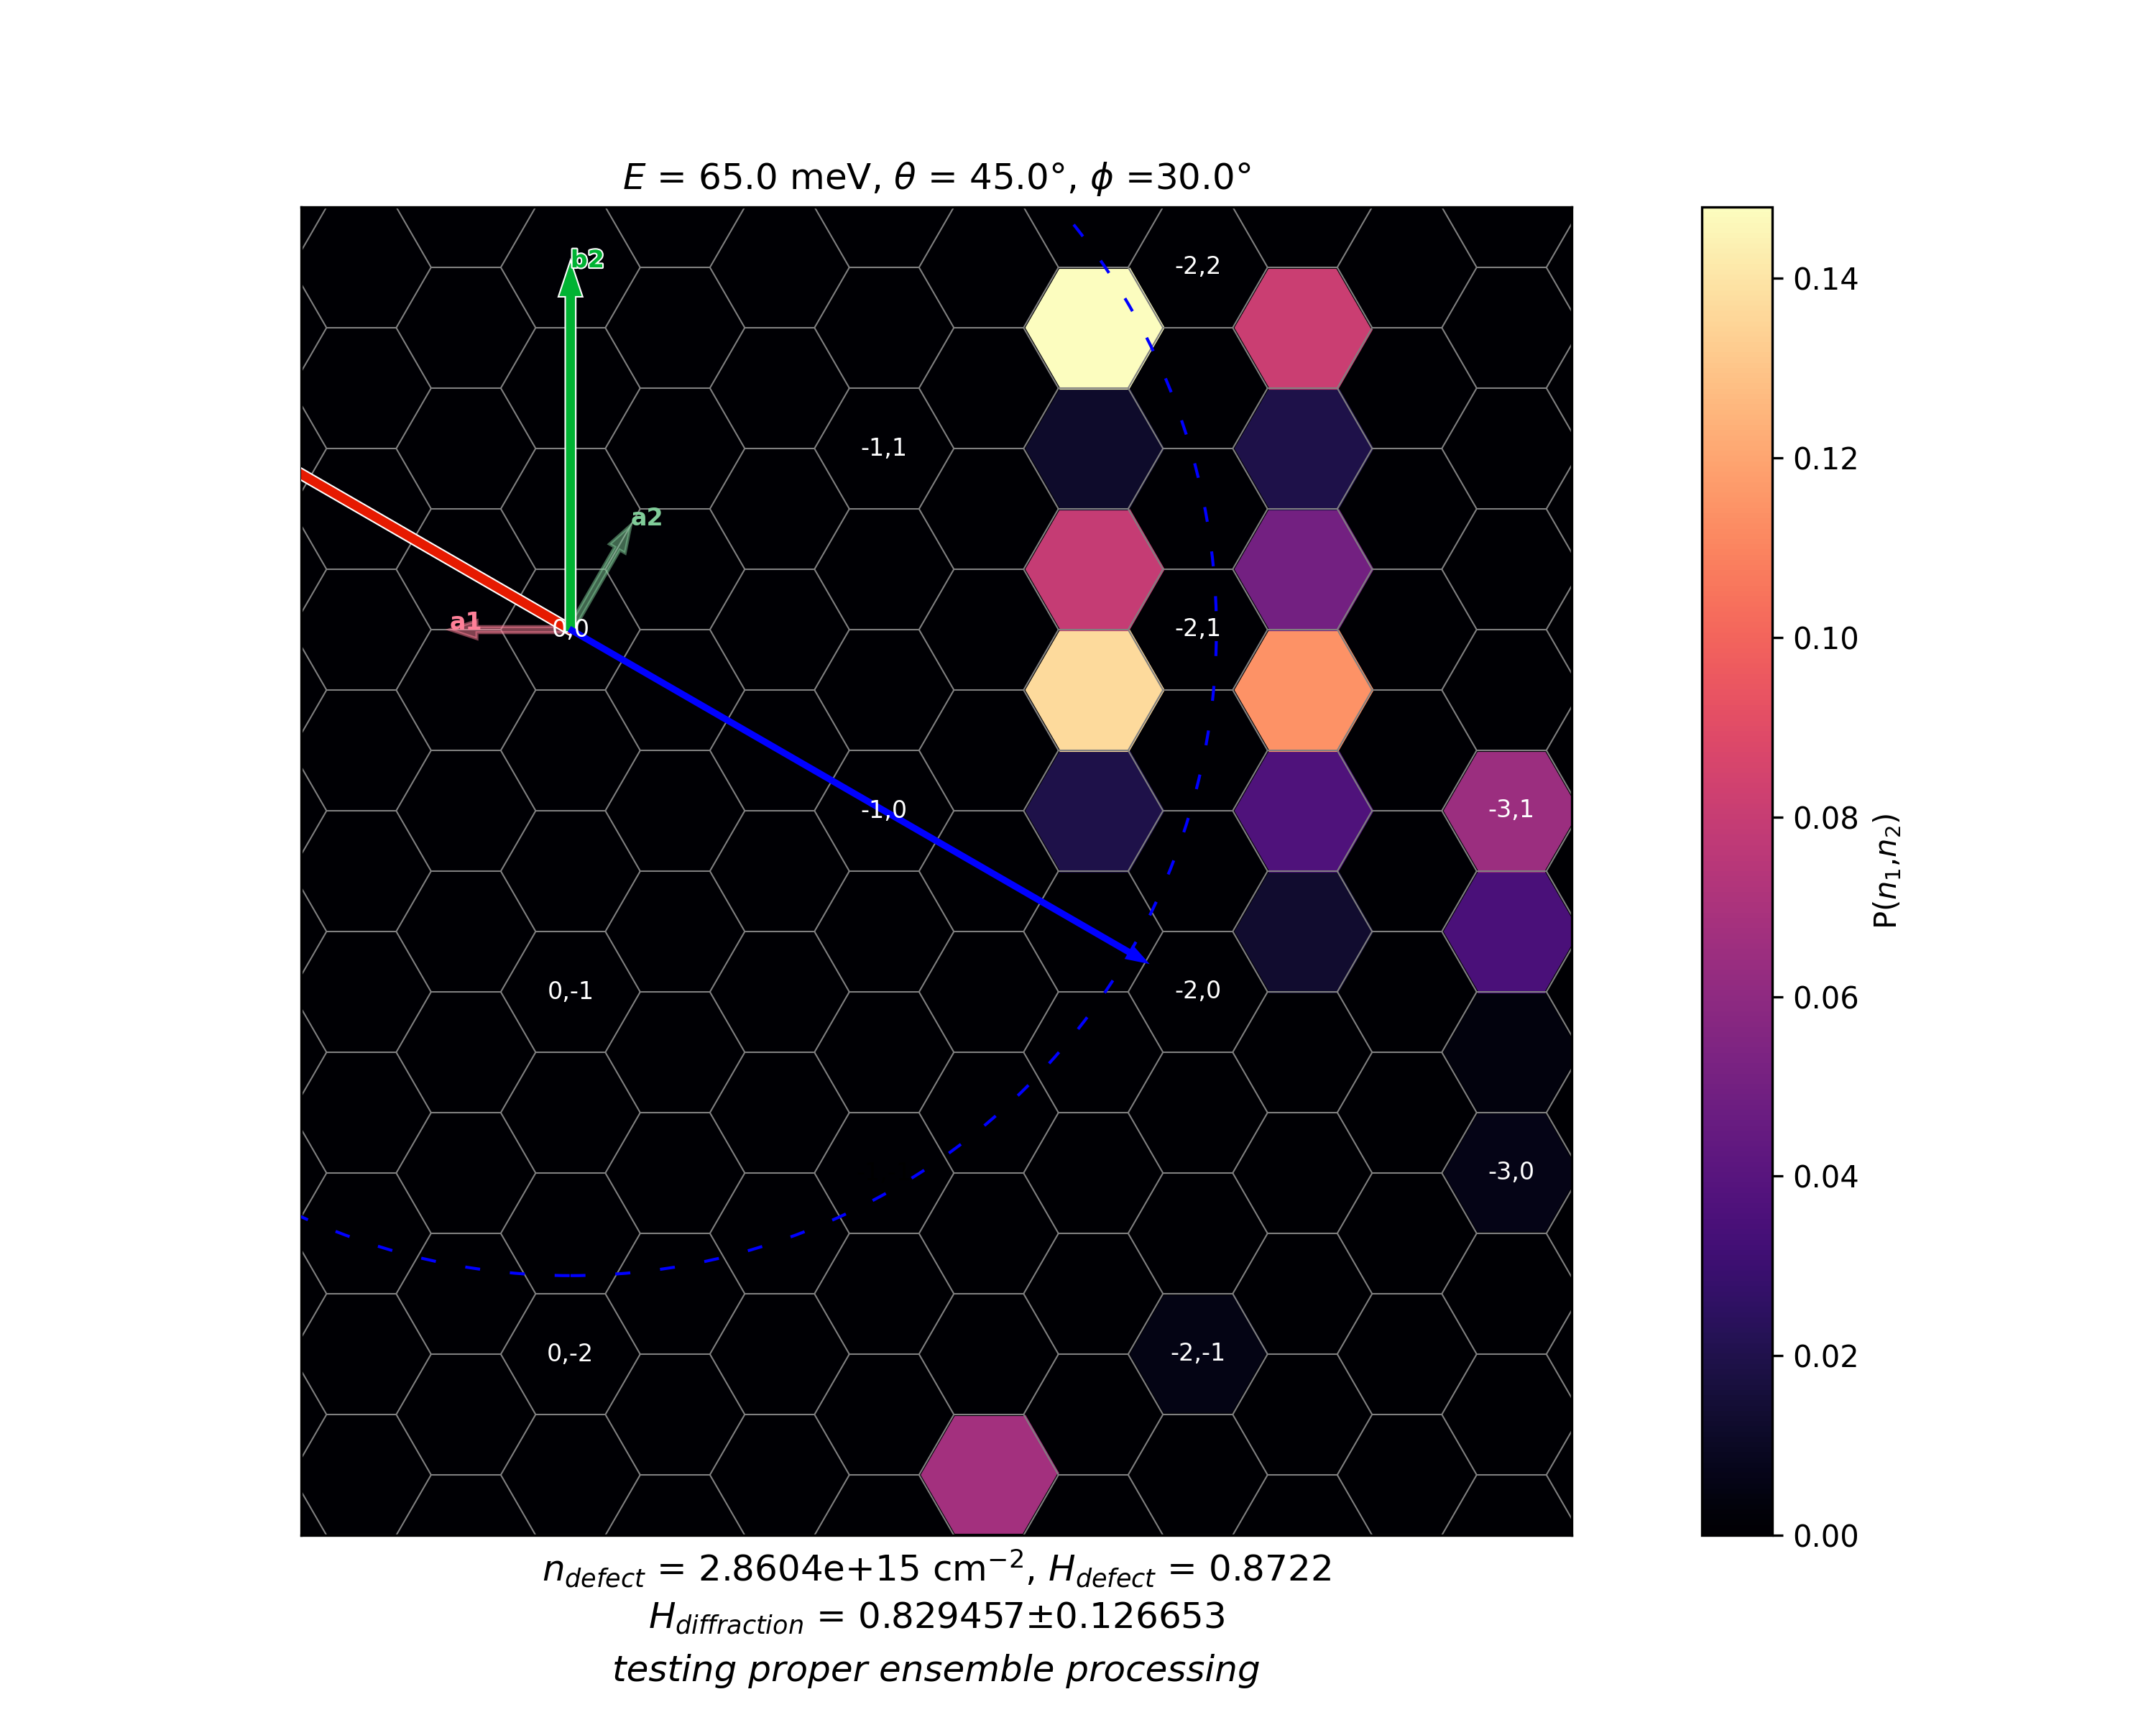 E = 65.0 meV, θ = 45.0°, ϕ =30.0°
b2
-2,2
-1,1
a2
a1
0,0
-2,1
-1,0
-3,1
0,-1
-2,0
-3,0
0,-2
-2,-1
0.14
0.12
0.10
0.08
0.06
0.04
0.02
0.00
P(n₁,n₂)
n_defect = 2.8604e+15 cm⁻², H_defect = 0.8722
H_diffraction = 0.829457±0.126653
testing proper ensemble processing